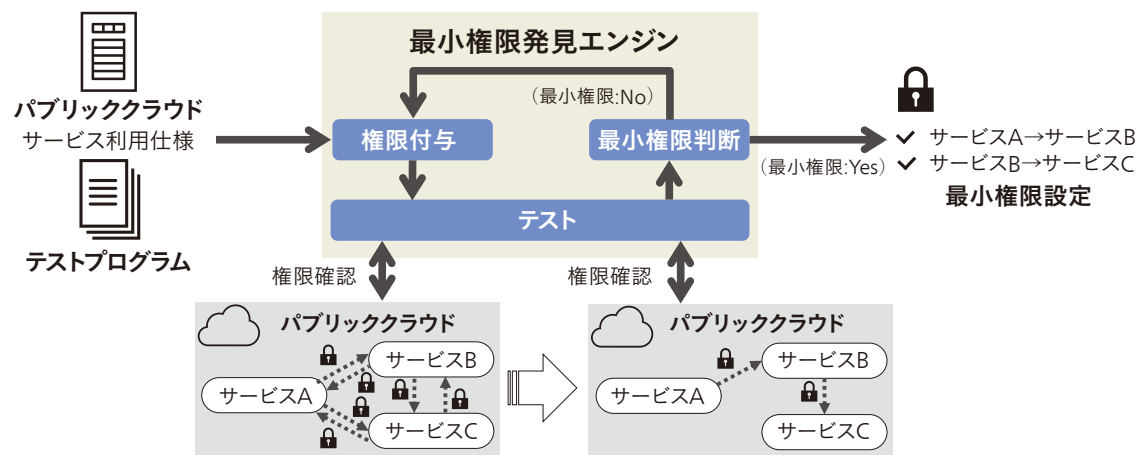 最小権限発見エンジン
パブリッククラウド
サービス利用仕様
テストプログラム
（最小権限:No）
権限付与
最小権限判断
テスト
（最小権限:Yes）
サービスA→サービスB
サービスB→サービスC
最小権限設定
権限確認
権限確認
パブリッククラウド
サービスA
サービスB
サービスC
パブリッククラウド
サービスA
サービスB
サービスC